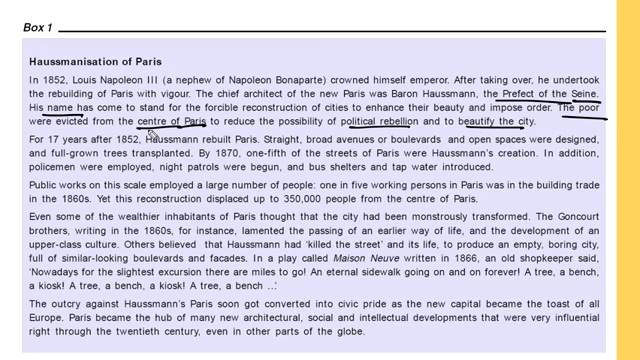 Box 1
Haussmanisation of Paris
In 1852, Louis Napoleon III (a nephew of Napoleon Bonaparte) crowned himself emperor. After taking over, he undertook
the rebuilding of Paris with vigour. The chief architect of the new Paris was Baron Haussmann, the Prefect of the Seine.
His name has come to stand for the forcible reconstruction of cities to enhance their beauty and impose order. The poor
were evicted from the centre of Paris to reduce the possibility of political rebellion and to beautify the city.
For 17 years after 1852, Haussmann rebuilt Paris. Straight, broad avenues or boulevards and open spaces were designed,
and full-grown trees transplanted. By 1870, one-fifth of the streets of Paris were Haussmann's creation. In addition,
policemen were employed, night patrols were begun, and bus shelters and tap water introduced.
Public works on this scale employed a large number of people: one in five working persons in Paris was in the building trade
in the 1860s. Yet this reconstruction displaced up to 350,000 people from the centre of Paris.
Even some of the wealthier inhabitants of Paris thought that the city had been monstrously transformed. The Goncourt
brothers, writing in the 1860s, for instance, lamented the passing of an earlier way of life, and the development of an
upper-class culture. Others believed that Haussmann had 'killed the street' and its life, to produce an empty, boring city,
full of similar-looking boulevards and facades. In a play called Maison Neuve written in 1866, an old shopkeeper said,
'Nowadays for the slightest excursion there are miles to go! An eternal sidewalk going on and on forever! A tree, a bench,
a kiosk! A tree, a bench, a kiosk! A tree, a bench …'
The outcry against Haussmann's Paris soon got converted into civic pride as the new capital became the toast of all
Europe. Paris became the hub of many new architectural, social and intellectual developments that were very influential
right through the twentieth century, even in other parts of the globe.